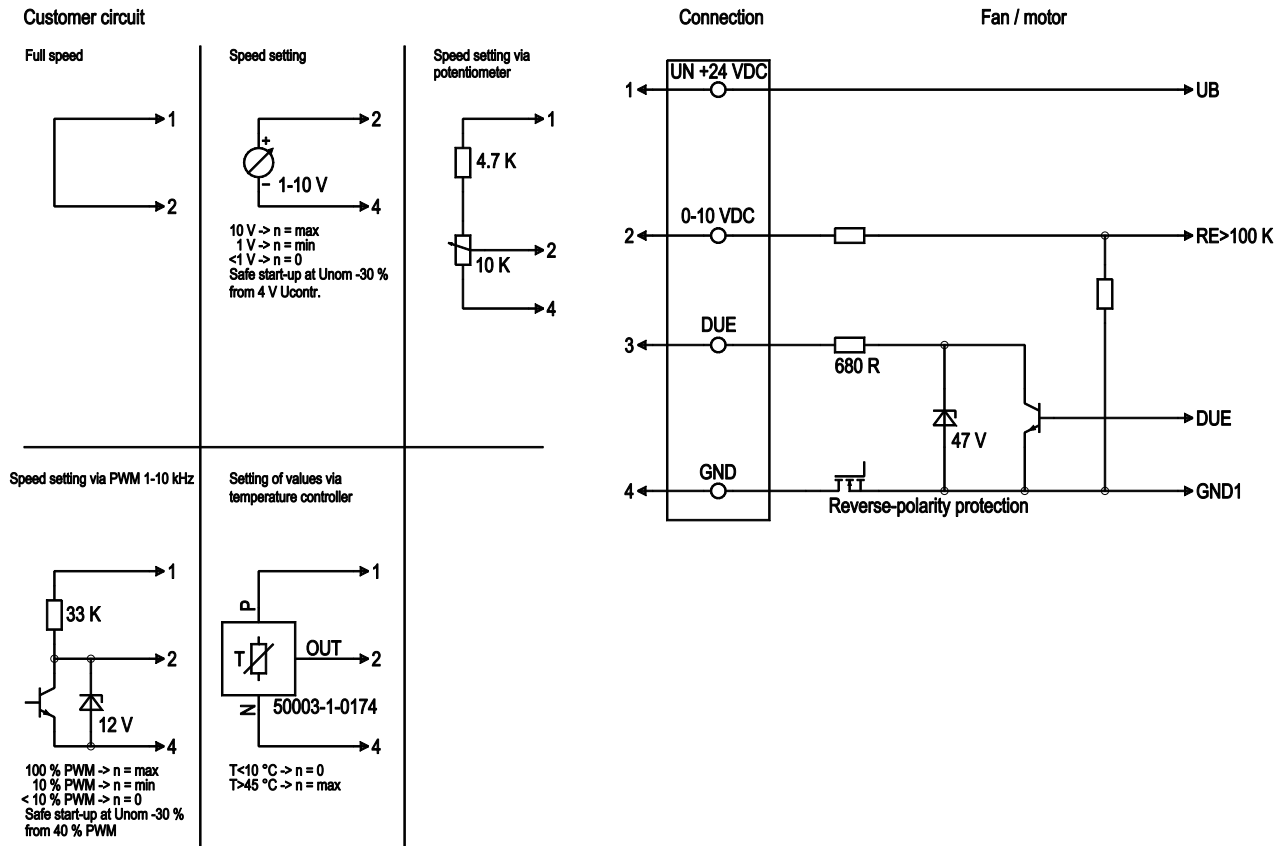 Customer circuit
Connection
Fan / motor
Full speed
1
2
Speed setting
2
+
−
1-10 V
4
10 V -> n = max
1 V -> n = min
<1 V -> n = 0
Safe start-up at Unom -30 %
from 4 V Ucontr.
Speed setting via
potentiometer
1
4.7 K
2
10 K
4
Speed setting via PWM 1-10 kHz
1
33 K
2
12 V
4
100 % PWM -> n = max
10 % PWM -> n = min
< 10 % PWM -> n = 0
Safe start-up at Unom -30 %
from 40 % PWM
Setting of values via
temperature controller
1
P
T
OUT
2
N
50003-1-0174
4
T<10 °C -> n = 0
T>45 °C -> n = max
UN +24 VDC
1
UB
0-10 VDC
2
RE>100 K
DUE
3
680 R
47 V
DUE
GND
4
GND1
Reverse-polarity protection